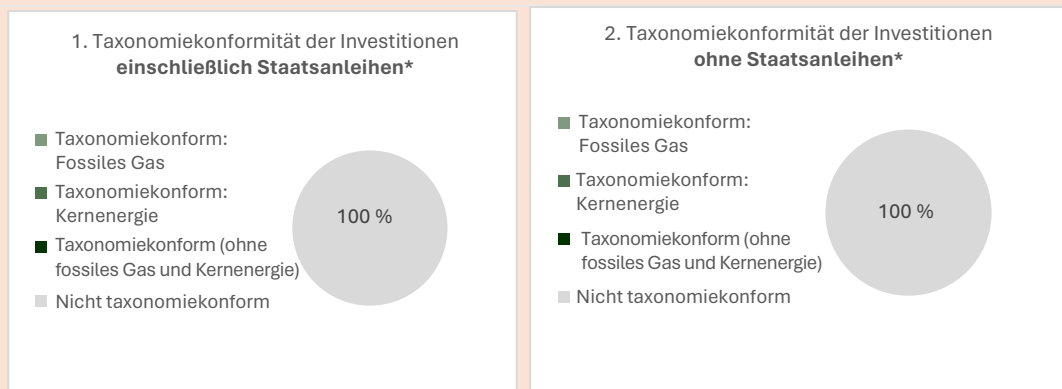 1. Taxonomiekonformität der Investitionen
einschließlich Staatsanleihen*
Taxonomiekonform:
Fossiles Gas
Taxonomiekonform:
Kernenergie
Taxonomiekonform (ohne
fossiles Gas und Kernenergie)
Nicht taxonomiekonform
100 %
2. Taxonomiekonformität der Investitionen
ohne Staatsanleihen*
Taxonomiekonform:
Fossiles Gas
Taxonomiekonform:
Kernenergie
Taxonomiekonform (ohne
fossiles Gas und Kernenergie)
Nicht taxonomiekonform
100 %